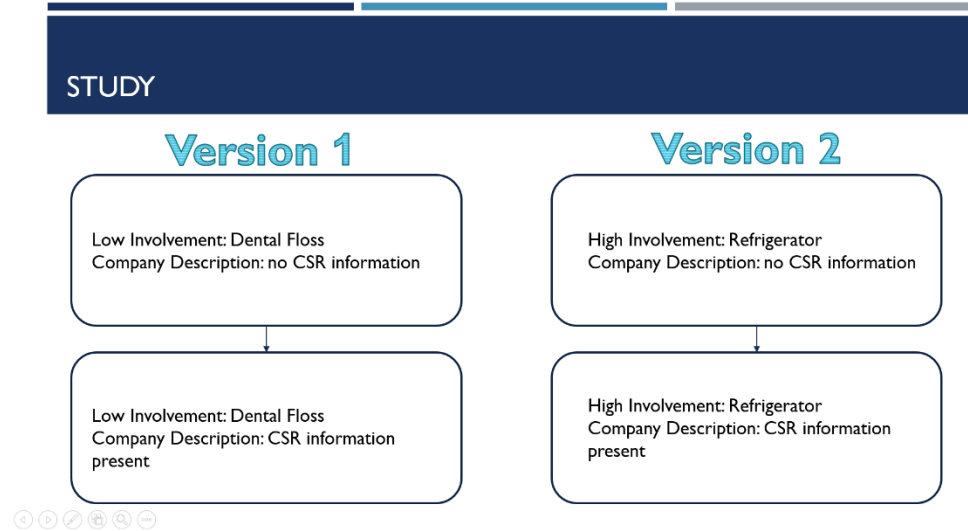 STUDY
Version 1
Version 2
Low Involvement: Dental Floss
Company Description: no CSR information
High Involvement: Refrigerator
Company Description: no CSR information
Low Involvement: Dental Floss
Company Description: CSR information
present
High Involvement: Refrigerator
Company Description: CSR information
present